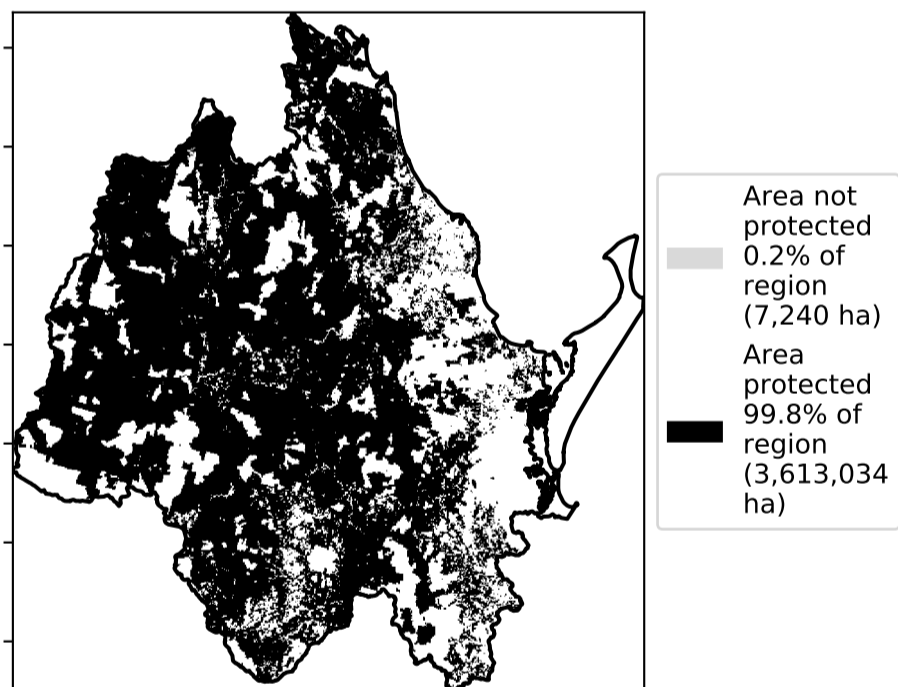 Area not
protected
0.2% of
region
(7,240 ha)
Area
protected
99.8% of
region
(3,613,034
ha)